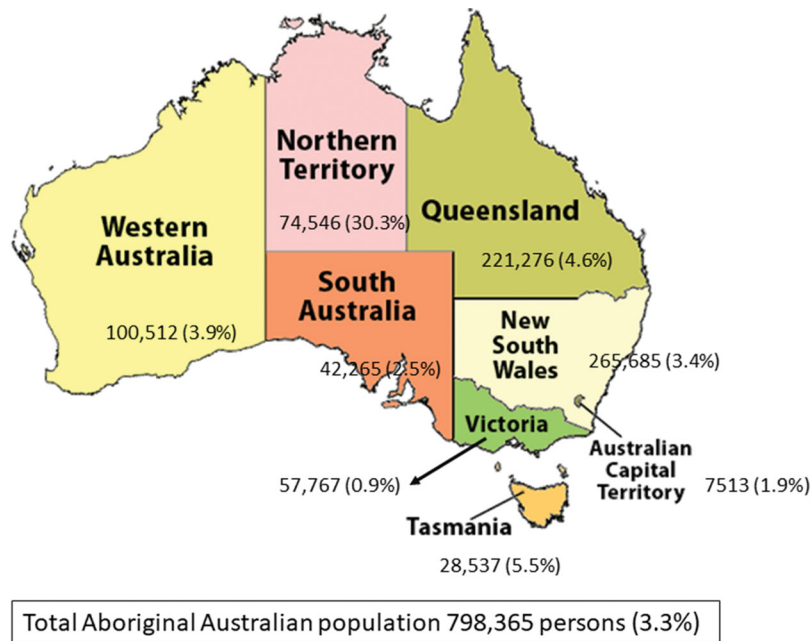 Northern
Territory
74,546 (30.3%)
Queensland
221,276 (4.6%)
Western
Australia
100,512 (3.9%)
South
Australia
42,265 (2.5%)
New
South
Wales
265,685 (3.4%)
Victoria
57,767 (0.9%)
Australian
Capital
Territory
7513 (1.9%)
Tasmania
28,537 (5.5%)
Total Aboriginal Australian population 798,365 persons (3.3%)